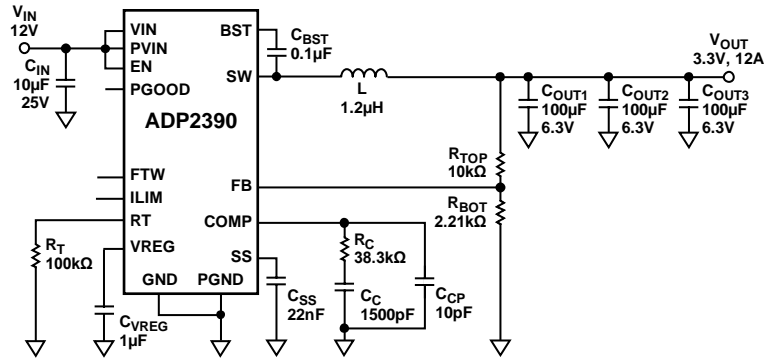 VIN
12V
CIN
10µF
25V
VIN
PVIN
EN
PGOOD
ADP2390
FTW
ILIM
RT
VREG
GND
PGND
BST
SW
FB
COMP
SS
CBST
0.1µF
L
1.2µH
VOUT
3.3V, 12A
COUT1
100µF
6.3V
COUT2
100µF
6.3V
COUT3
100µF
6.3V
RTOP
10kΩ
RBOT
2.21kΩ
RT
100kΩ
CVREG
1µF
CSS
22nF
RC
38.3kΩ
CC
1500pF
CCP
10pF